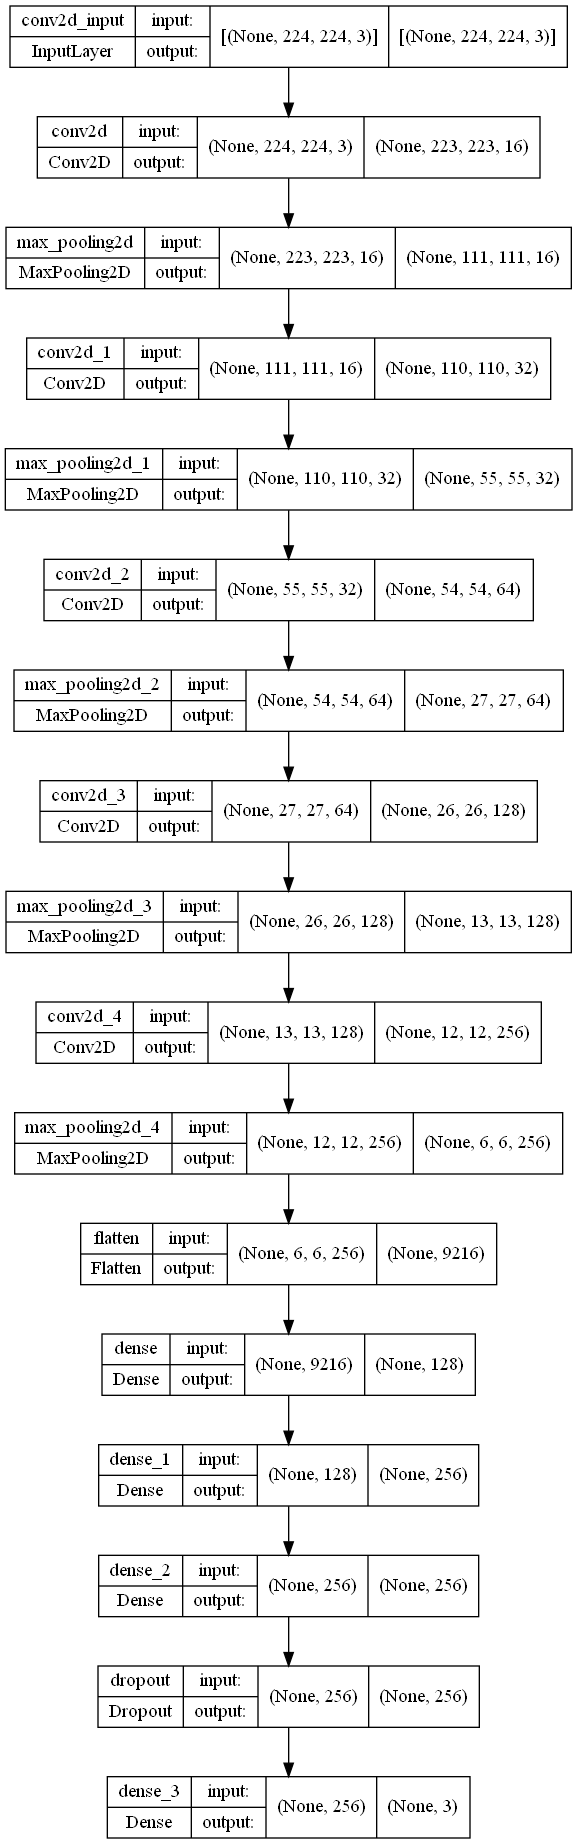 conv2d_input input: [(None, 224, 224, 3)] [(None, 224, 224, 3)]
InputLayer output:
conv2d input: (None, 224, 224, 3) (None, 223, 223, 16)
Conv2D output:
max_pooling2d input: (None, 223, 223, 16) (None, 111, 111, 16)
MaxPooling2D output:
conv2d_1 input: (None, 111, 111, 16) (None, 110, 110, 32)
Conv2D output:
max_pooling2d_1 input: (None, 110, 110, 32) (None, 55, 55, 32)
MaxPooling2D output:
conv2d_2 input: (None, 55, 55, 32) (None, 54, 54, 64)
Conv2D output:
max_pooling2d_2 input: (None, 54, 54, 64) (None, 27, 27, 64)
MaxPooling2D output:
conv2d_3 input: (None, 27, 27, 64) (None, 26, 26, 128)
Conv2D output:
max_pooling2d_3 input: (None, 26, 26, 128) (None, 13, 13, 128)
MaxPooling2D output:
conv2d_4 input: (None, 13, 13, 128) (None, 12, 12, 256)
Conv2D output:
max_pooling2d_4 input: (None, 12, 12, 256) (None, 6, 6, 256)
MaxPooling2D output:
flatten input: (None, 6, 6, 256) (None, 9216)
Flatten output:
dense input: (None, 9216) (None, 128)
Dense output:
dense_1 input: (None, 128) (None, 256)
Dense output:
dense_2 input: (None, 256) (None, 256)
Dense output:
dropout input: (None, 256) (None, 256)
Dropout output:
dense_3 input: (None, 256) (None, 3)
Dense output: